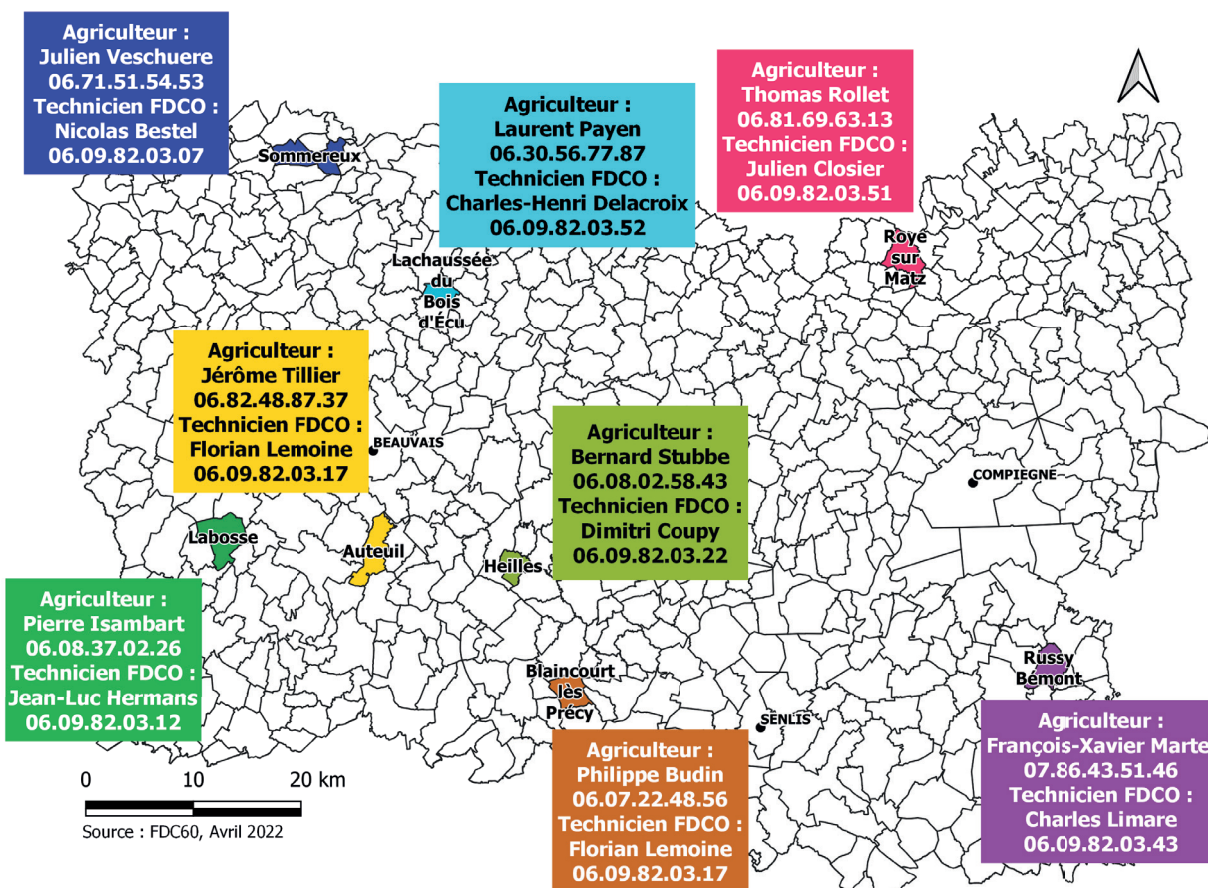 Agriculteur :
Julien Veschuere
06.71.51.54.53
Technicien FDCO :
Nicolas Bestel
06.09.82.03.07
Sommereux
Agriculteur :
Laurent Payen
06.30.56.77.87
Technicien FDCO :
Charles-Henri Delacroix
06.09.82.03.52
Lachaussée
du
Bois
d'Écu
Agriculteur :
Thomas Rollet
06.81.69.63.13
Technicien FDCO :
Julien Closier
06.09.82.03.51
Roye
sur
Matz
Agriculteur :
Jérôme Tillier
06.82.48.87.37
Technicien FDCO :
Florian Lemoine
06.09.82.03.17
BEAUVAIS
Auteuil
Agriculteur :
Bernard Stubbe
06.08.02.58.43
Technicien FDCO :
Dimitri Coupy
06.09.82.03.22
Heilles
COMPIEGNE
Labosse
Agriculteur :
Pierre Isambart
06.08.37.02.26
Technicien FDCO :
Jean-Luc Hermans
06.09.82.03.12
Blaincourt
lès
Précy
Agriculteur :
Philippe Budin
06.07.22.48.56
Technicien FDCO :
Florian Lemoine
06.09.82.03.17
SENLIS
Russy
Bémont
Agriculteur :
François-Xavier Marte
07.86.43.51.46
Technicien FDCO :
Charles Limare
06.09.82.03.43
0 10 20 km
Source : FDC60, Avril 2022